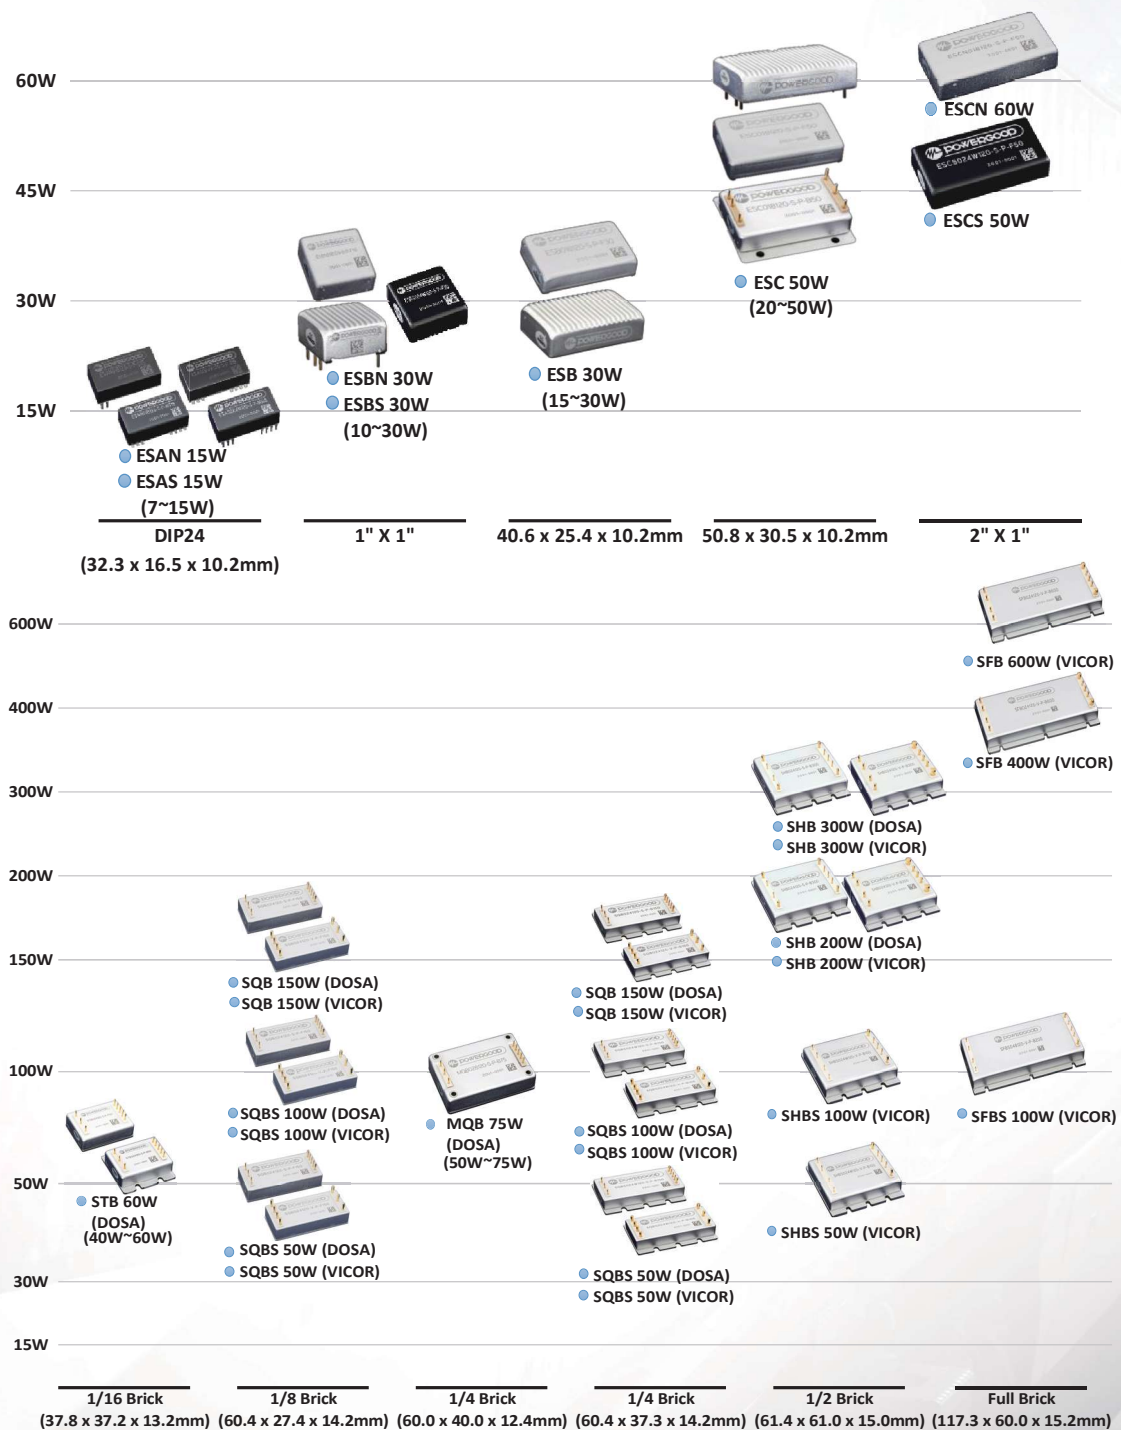 60W
ESCN 60W
45W
ESCS 50W
ESC 50W
(20~50W)
30W
ESBN 30W
ESBS 30W
(10~30W)
ESB 30W
(15~30W)
15W
ESAN 15W
ESAS 15W
(7~15W)
DIP24
(32.3 x 16.5 x 10.2mm)
1" X 1"
40.6 x 25.4 x 10.2mm
50.8 x 30.5 x 10.2mm
2" X 1"
POWERGOOD
ESC9024W120-S-P-F50
600W
SFB 600W (VICOR)
400W
SFB 400W (VICOR)
300W
SHB 300W (DOSA)
SHB 300W (VICOR)
200W
SHB 200W (DOSA)
SHB 200W (VICOR)
150W
SQB 150W (DOSA)
SQB 150W (VICOR)
SQB 150W (DOSA)
SQB 150W (VICOR)
100W
SQBS 100W (DOSA)
SQBS 100W (VICOR)
MQB 75W
(DOSA)
(50W~75W)
SQBS 100W (DOSA)
SQBS 100W (VICOR)
SHBS 100W (VICOR)
SFBS 100W (VICOR)
50W
STB 60W
(DOSA)
(40W~60W)
SQBS 50W (DOSA)
SQBS 50W (VICOR)
SQBS 50W (DOSA)
SQBS 50W (VICOR)
SHBS 50W (VICOR)
30W
15W
1/16 Brick
(37.8 x 37.2 x 13.2mm)
1/8 Brick
(60.4 x 27.4 x 14.2mm)
1/4 Brick
(60.0 x 40.0 x 12.4mm)
1/4 Brick
(60.4 x 37.3 x 14.2mm)
1/2 Brick
(61.4 x 61.0 x 15.0mm)
Full Brick
(117.3 x 60.0 x 15.2mm)